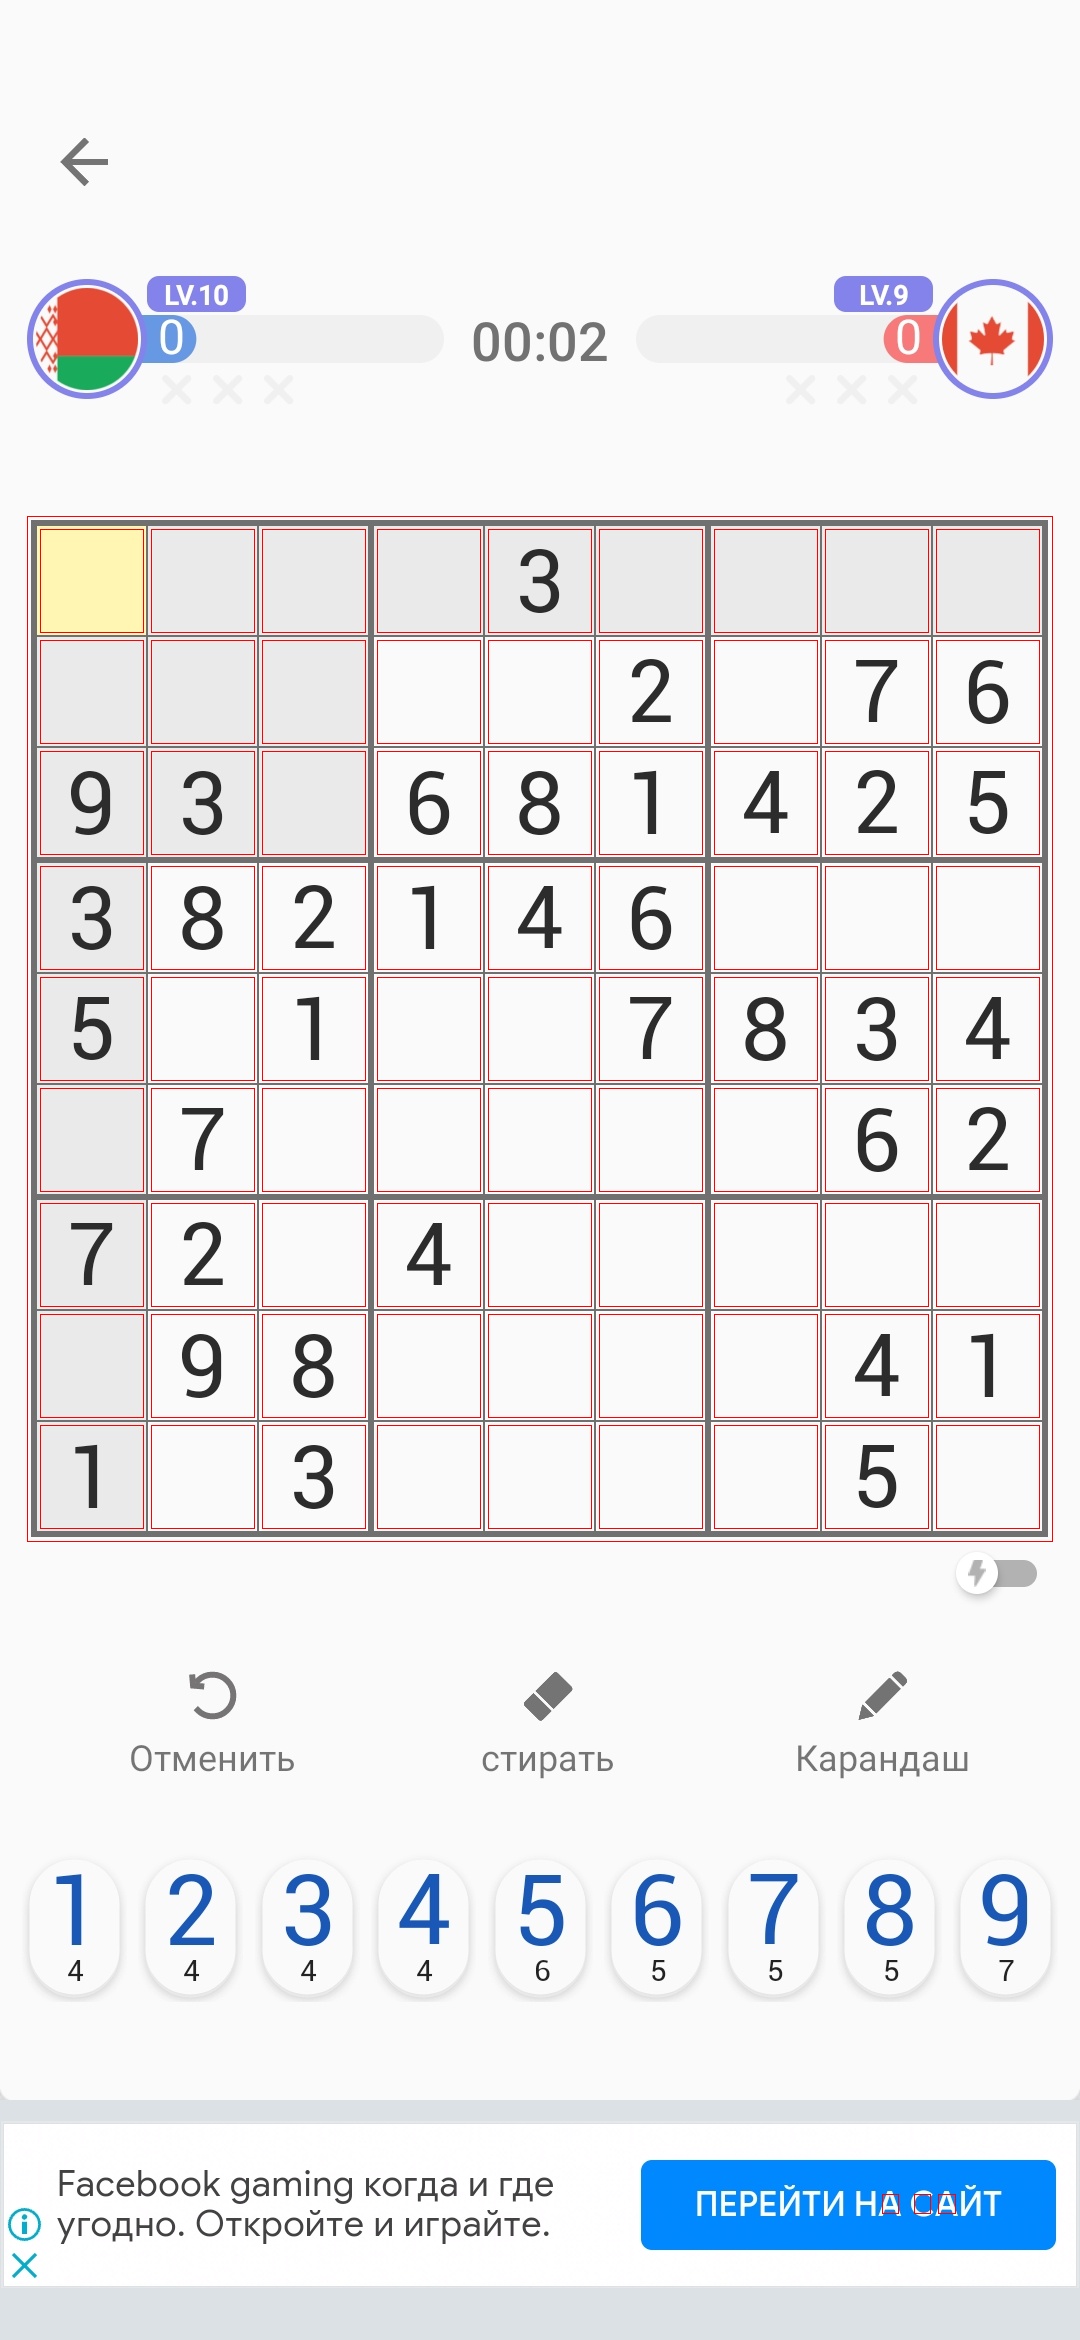 LV.10
LV.9
0
00:02
0
3
2 7 6
9 3 6 8 1 4 2 5
3 8 2 1 4 6
5 1 7 8 3 4
7 6 2
7 2 4
9 8 4 1
1 3 5
Отменить
стирать
Карандаш
1 2 3 4 5 6 7 8 9
4 4 4 4 6 5 5 5 7
Facebook gaming когда и где
угодно. Откройте и играйте.
ПЕРЕЙТИ НА САЙТ